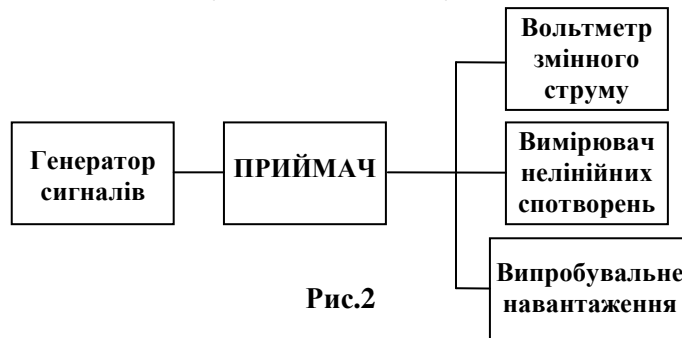 Вольтметр
змінного
струму
Генератор
сигналів
ПРИЙМАЧ
Вимірювач
нелінійних
спотворень
Випробувальне
навантаження
Рис.2